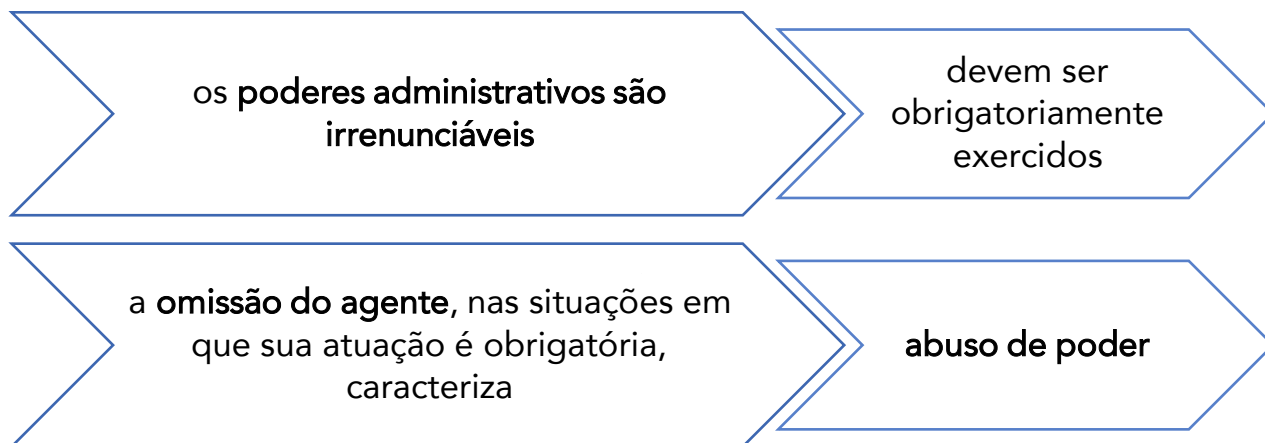 os poderes administrativos são
irrenunciáveis
devem ser
obrigatoriamente
exercidos
a omissão do agente, nas situações em
que sua atuação é obrigatória,
caracteriza
abuso de poder